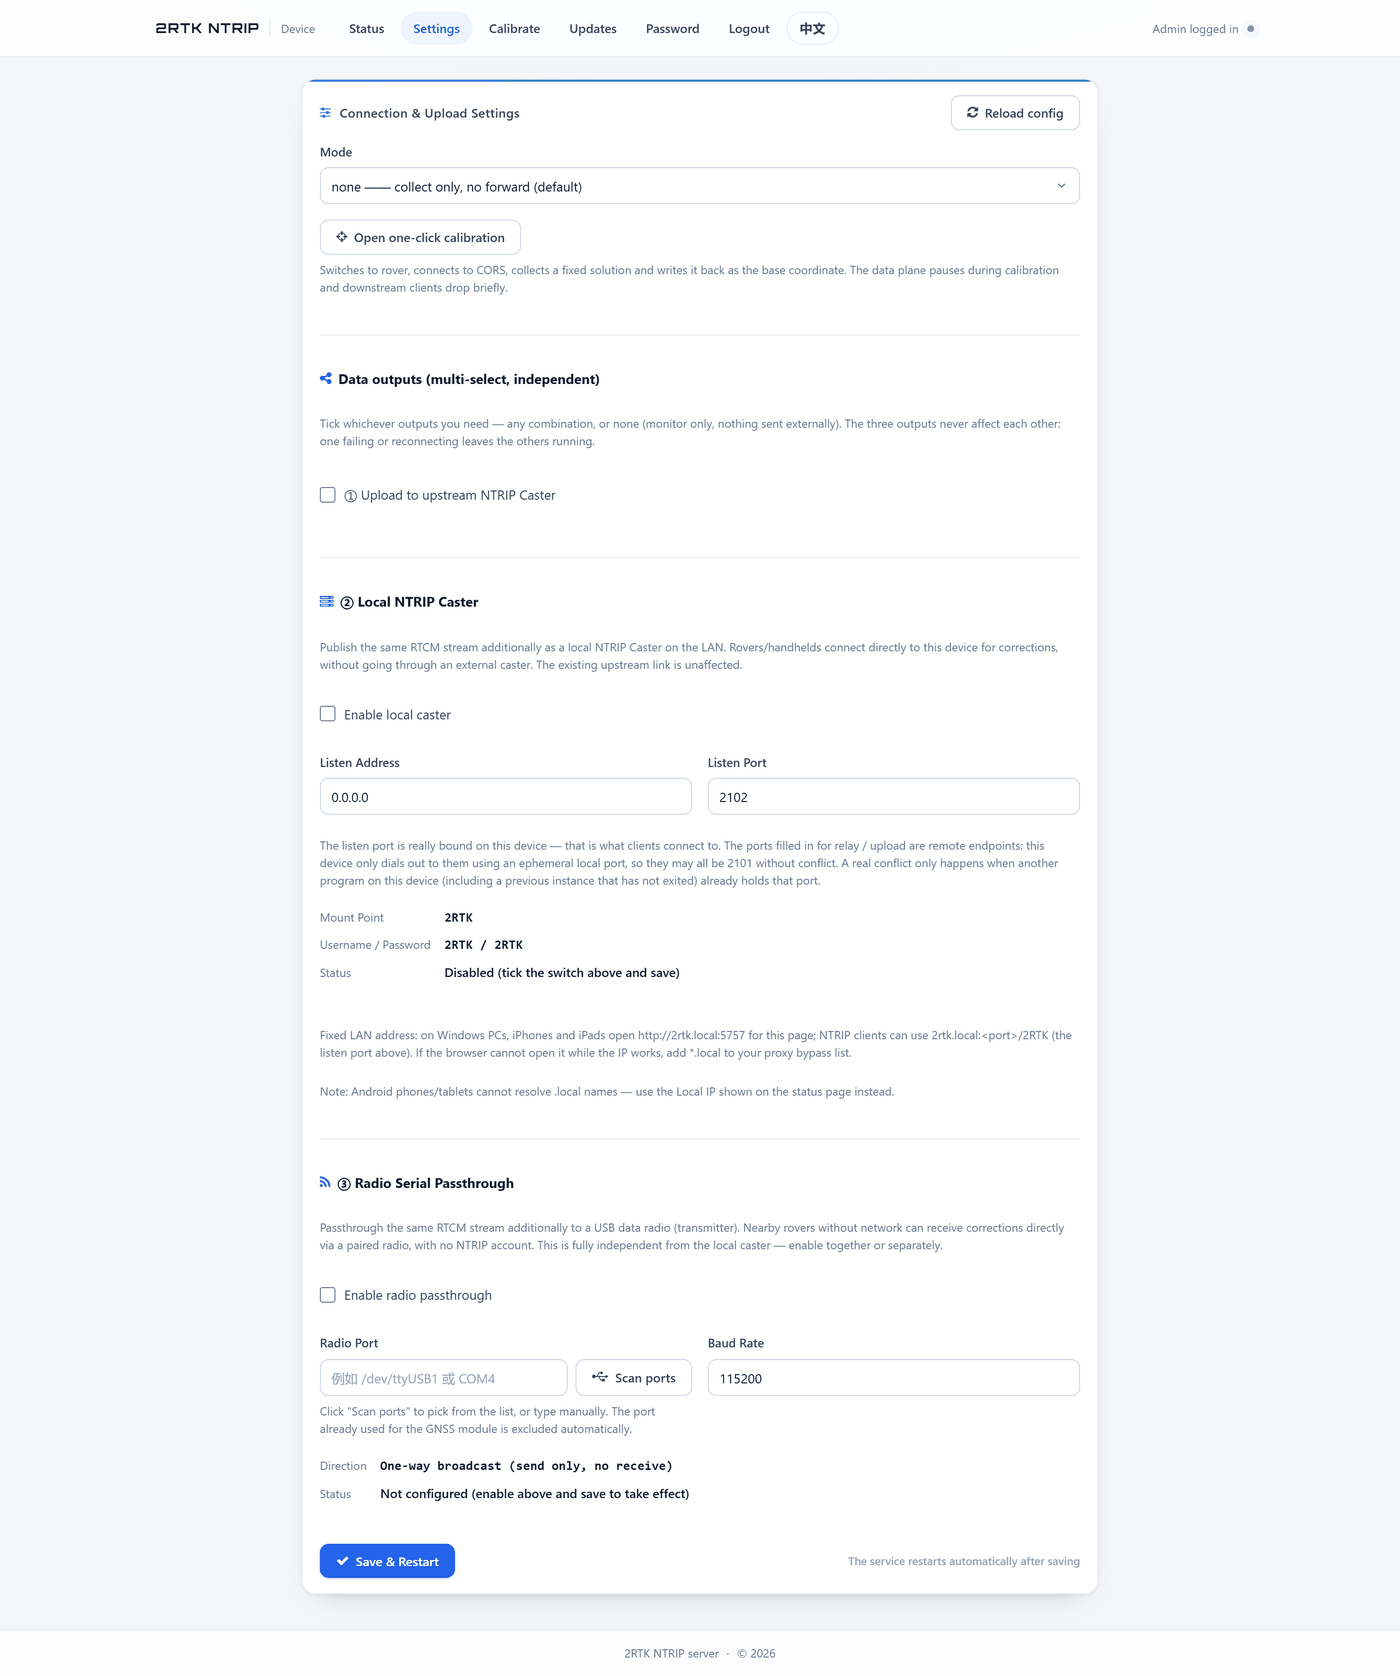 2RTK NTRIP
Device
Status
Settings
Calibrate
Updates
Password
Logout
中文
Admin logged in
Connection & Upload Settings
Reload config
Mode
none —— collect only, no forward (default)
Open one-click calibration
Switches to rover, connects to CORS, collects a fixed solution and writes it back as the base coordinate. The data plane pauses during calibration
and downstream clients drop briefly.
Data outputs (multi-select, independent)
Tick whichever outputs you need — any combination, or none (monitor only, nothing sent externally). The three outputs never affect each other:
one failing or reconnecting leaves the others running.
① Upload to upstream NTRIP Caster
② Local NTRIP Caster
Publish the same RTCM stream additionally as a local NTRIP Caster on the LAN. Rovers/handhelds connect directly to this device for corrections,
without going through an external caster. The existing upstream link is unaffected.
Enable local caster
Listen Address
Listen Port
0.0.0.0
2102
The listen port is really bound on this device — that is what clients connect to. The ports filled in for relay / upload are remote endpoints: this
device only dials out to them using an ephemeral local port, so they may all be 2101 without conflict. A real conflict only happens when another
program on this device (including a previous instance that has not exited) already holds that port.
Mount Point 2RTK
Username / Password 2RTK / 2RTK
Status Disabled (tick the switch above and save)
Fixed LAN address: on Windows PCs, iPhones and iPads open http://2rtk.local:5757 for this page; NTRIP clients can use 2rtk.local:<port>/2RTK (the
listen port above). If the browser cannot open it while the IP works, add *.local to your proxy bypass list.
Note: Android phones/tablets cannot resolve .local names — use the Local IP shown on the status page instead.
③ Radio Serial Passthrough
Passthrough the same RTCM stream additionally to a USB data radio (transmitter). Nearby rovers without network can receive corrections directly
via a paired radio, with no NTRIP account. This is fully independent from the local caster — enable together or separately.
Enable radio passthrough
Radio Port
Baud Rate
例如 /dev/ttyUSB1 或 COM4
Scan ports
115200
Click "Scan ports" to pick from the list, or type manually. The port
already used for the GNSS module is excluded automatically.
Direction One-way broadcast (send only, no receive)
Status Not configured (enable above and save to take effect)
Save & Restart
The service restarts automatically after saving
2RTK NTRIP server · © 2026